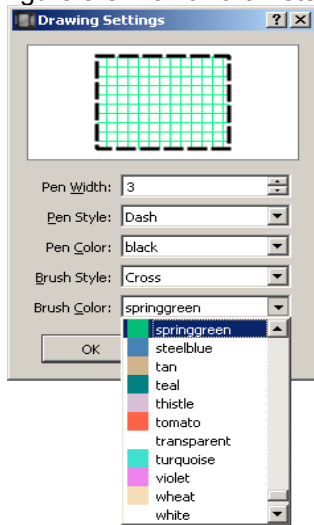 Drawing Settings
Pen Width: 3
Pen Style: Dash
Pen Color: black
Brush Style: Cross
Brush Color: springgreen
springgreen
OK
steelblue
tan
teal
thistle
tomato
transparent
turquoise
violet
wheat
white